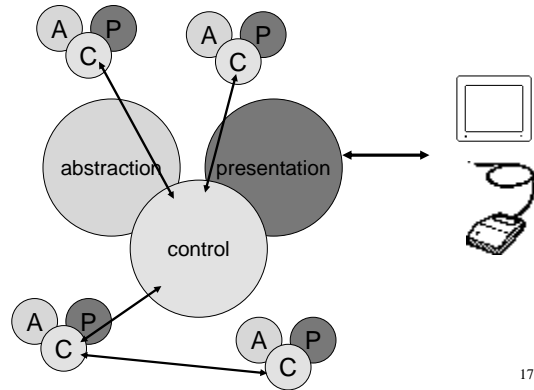 A P A P
C C
abstraction presentation
control
A P A P
C C
17